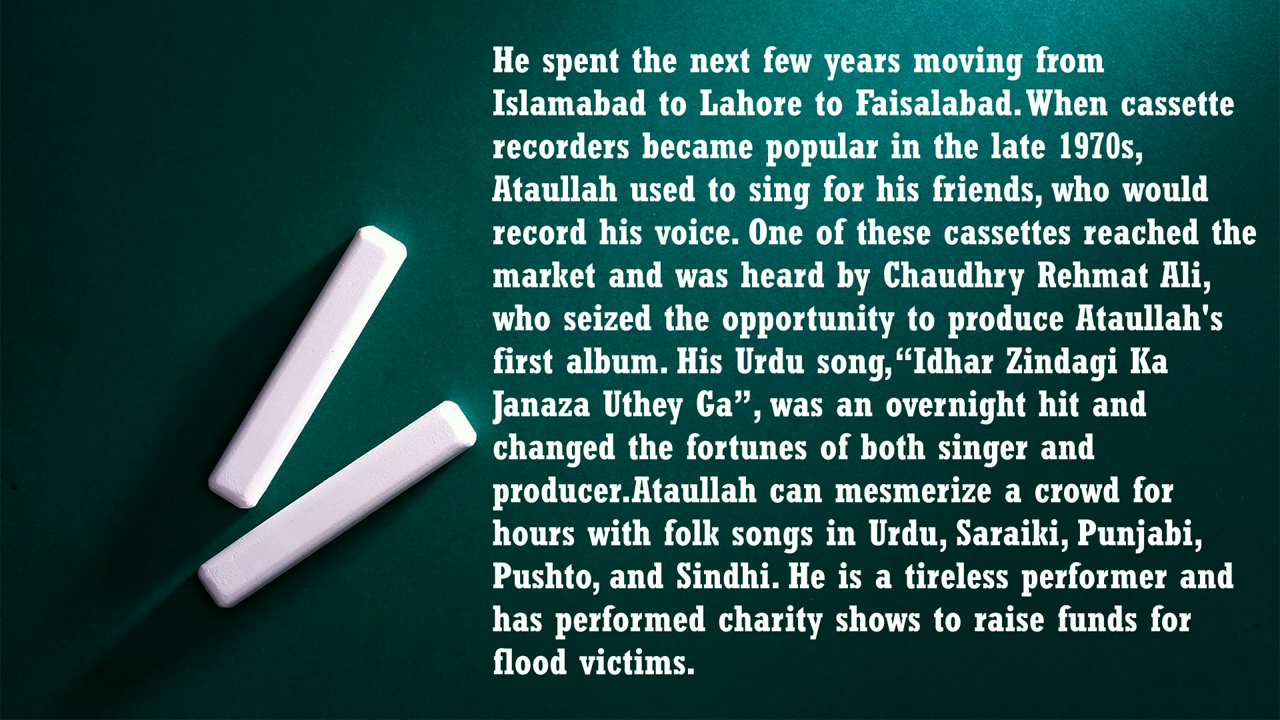 He spent the next few years moving from
Islamabad to Lahore to Faisalabad. When cassette
recorders became popular in the late 1970s,
Ataullah used to sing for his friends, who would
record his voice. One of these cassettes reached the
market and was heard by Chaudhry Rehmat Ali,
who seized the opportunity to produce Ataullah's
first album. His Urdu song, “Idhar Zindagi Ka
Janaza Uthey Ga”, was an overnight hit and
changed the fortunes of both singer and
producer.Ataullah can mesmerize a crowd for
hours with folk songs in Urdu, Saraiki, Punjabi,
Pushto, and Sindhi. He is a tireless performer and
has performed charity shows to raise funds for
flood victims.